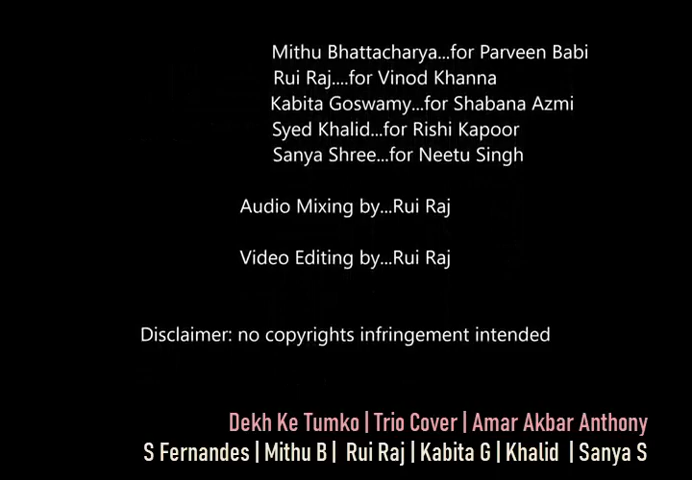 Mithu Bhattacharya...for Parveen Babi
Rui Raj....for Vinod Khanna
Kabita Goswamy...for Shabana Azmi
Syed Khalid...for Rishi Kapoor
Sanya Shree...for Neetu Singh
Audio Mixing by...Rui Raj
Video Editing by...Rui Raj
Disclaimer: no copyrights infringement intended
Dekh Ke Tumko | Trio Cover | Amar Akbar Anthony
S Fernandes | Mithu B | Rui Raj | Kabita G | Khalid | Sanya S